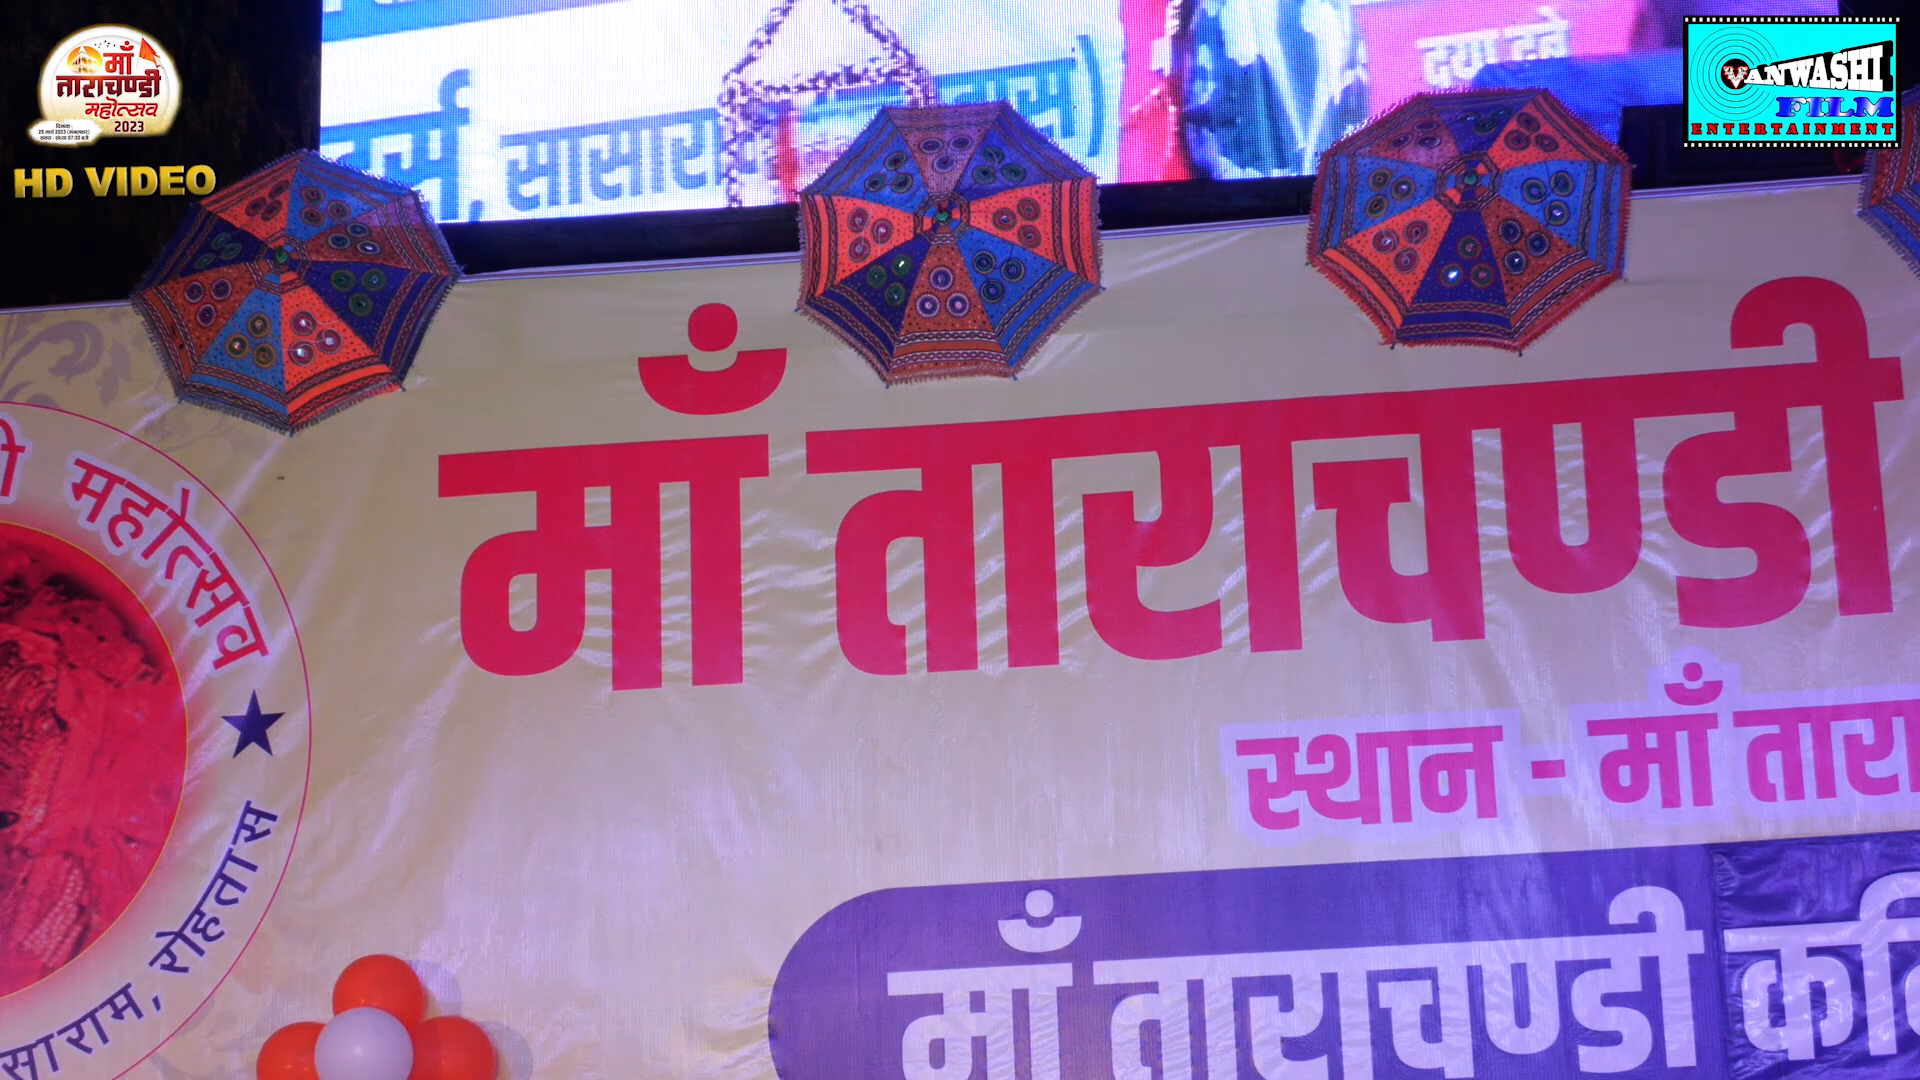 माँ
ताराचण्डी
महोत्सव
2023
HD VIDEO
VANWASHI
FILM
ENTERTAINMENT
सासारा
माँ ताराचण्डी
महोत्सव
स्थान - माँ तारा
साराम, रोहतास
माँ ताराचण्डी